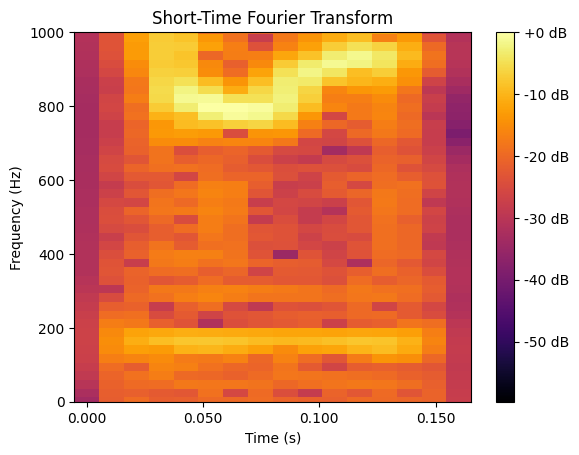 Short-Time Fourier Transform
1000
800
600
400
200
0
Frequency (Hz)
0.000
0.050
0.100
0.150
Time (s)
+0 dB
-10 dB
-20 dB
-30 dB
-40 dB
-50 dB